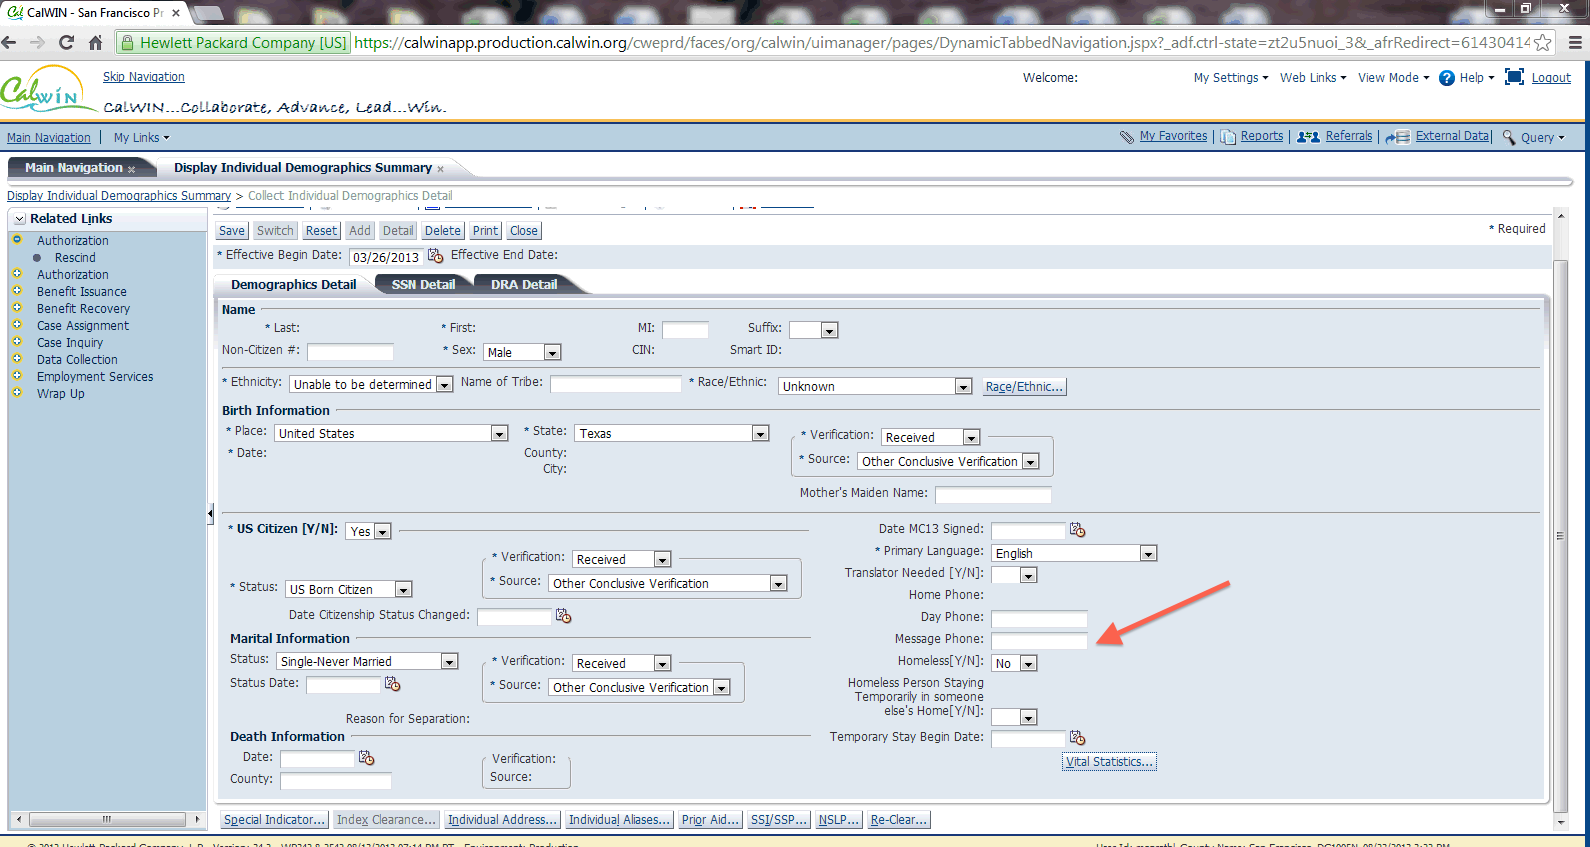 CalWIN - San Francisco Pr ×
Hewlett Packard Company [US] https://calwinapp.production.calwin.org/cweprd/faces/org/calwin/uimanager/pages/DynamicTabbedNavigation.jspx?_adf.ctrl-state=zt2u5nuoi_3&_afrRedirect=61430414
CalWIN
Skip Navigation
Welcome: My Settings Web Links View Mode Help Logout
CalWIN...Collaborate, Advance, Lead...Win.
Main Navigation | My Links My Favorites | Reports | Referrals | External Data | Query
Main Navigation × Display Individual Demographics Summary ×
Display Individual Demographics Summary > Collect Individual Demographics Detail
Related Links
Authorization
Rescind
Authorization
Benefit Issuance
Benefit Recovery
Case Assignment
Case Inquiry
Data Collection
Employment Services
Wrap Up
Save Switch Reset Add Detail Delete Print Close * Required
* Effective Begin Date: 03/26/2013 Effective End Date:
Demographics Detail SSN Detail DRA Detail
Name
* Last: * First: MI: Suffix:
Non-Citizen #: * Sex: Male CIN: Smart ID:
* Ethnicity: Unable to be determined Name of Tribe: * Race/Ethnic: Unknown Race/Ethnic...
Birth Information
* Place: United States * State: Texas * Verification: Received
* Date: County: * Source: Other Conclusive Verification
City:
Mother's Maiden Name:
* US Citizen [Y/N]: Yes Date MC13 Signed:
* Verification: Received * Primary Language: English
* Status: US Born Citizen * Source: Other Conclusive Verification Translator Needed [Y/N]:
Home Phone:
Date Citizenship Status Changed: Day Phone:
Marital Information Message Phone:
Status: Single-Never Married * Verification: Received Homeless[Y/N]: No
Status Date: * Source: Other Conclusive Verification Homeless Person Staying
Temporarily in someone
else's Home[Y/N]:
Reason for Separation:
Death Information Temporary Stay Begin Date:
Date: Verification: Vital Statistics...
County: Source:
Special Indicator... Index Clearance... Individual Address... Individual Aliases... Prior Aid... SSI/SSP... NSLP... Re-Clear...